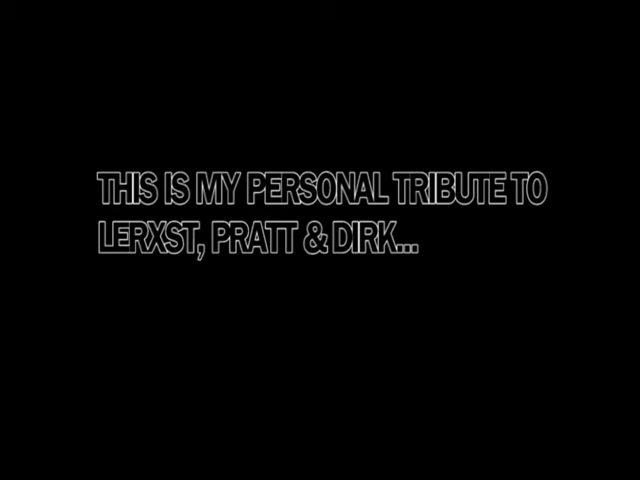 THIS IS MY PERSONAL TRIBUTE TO
LERXST, PRATT & DIRK...